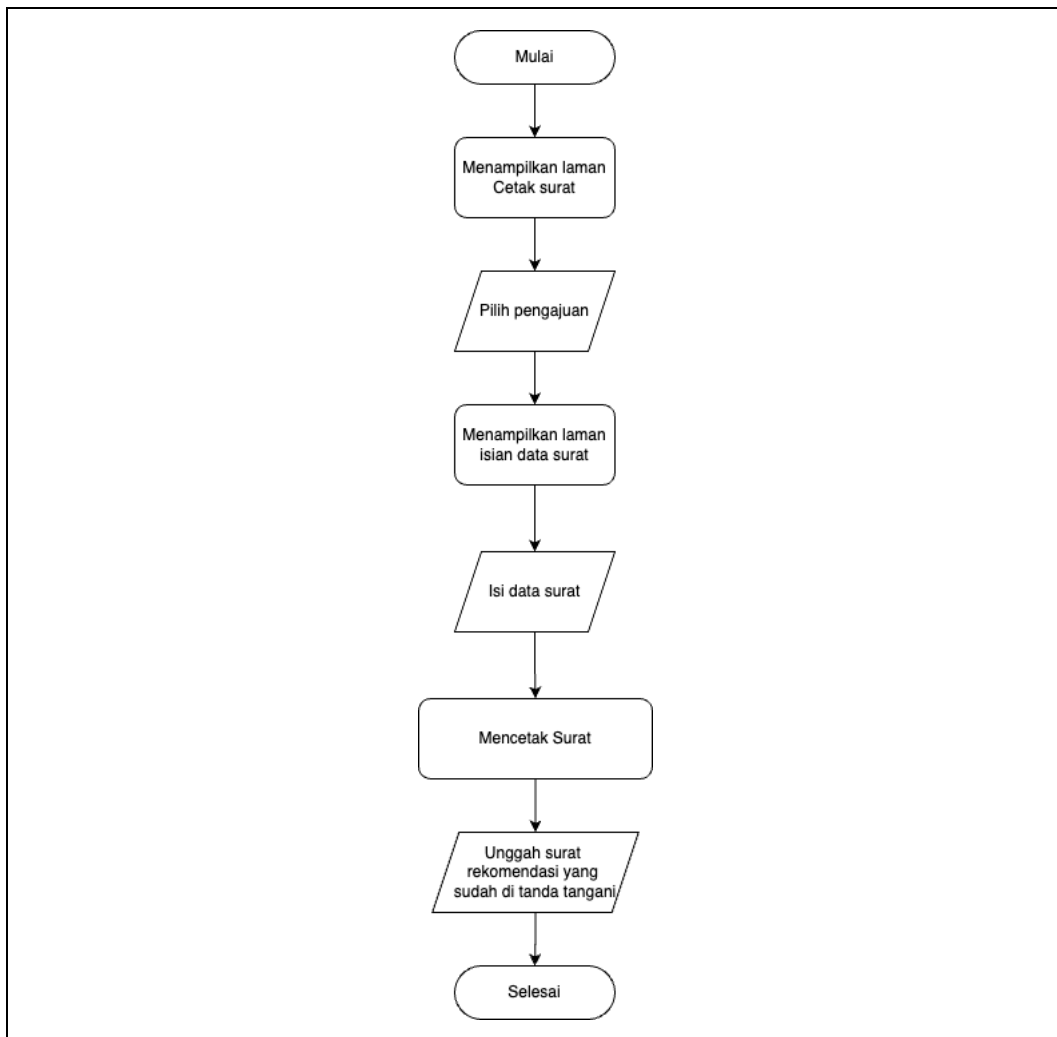 Mulai
Menampilkan laman
Cetak surat
Pilih pengajuan
Menampilkan laman
isian data surat
Isi data surat
Mencetak Surat
Unggah surat
rekomendasi yang
sudah di tanda tangani
Selesai